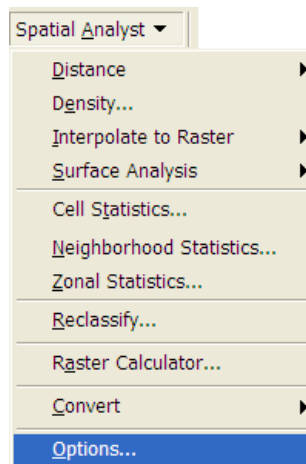 Spatial Analyst
Distance
Density...
Interpolate to Raster
Surface Analysis
Cell Statistics...
Neighborhood Statistics...
Zonal Statistics...
Reclassify...
Raster Calculator...
Convert
Options...